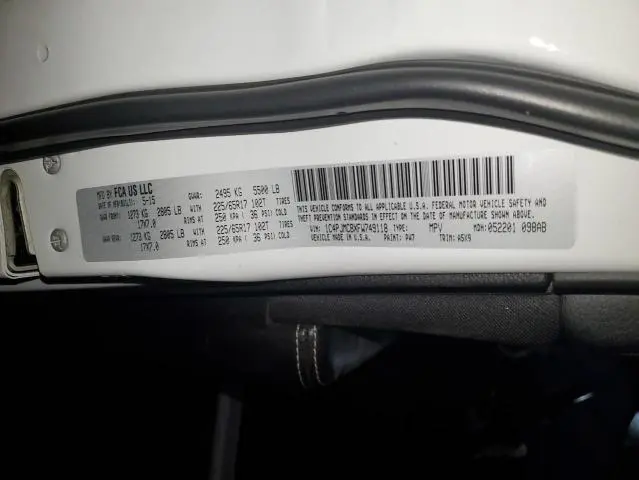 MFG BY FCA US LLC
DATE OF MFR(BUILD): 5-15 GVWR: 2495 KG 5500 LB
GAWR FRONT: 1273 KG 2805 LB WITH 225/65R17 102T TIRES
17X7.0 RIMS AT 250 KPA ( 36 PSI) COLD
GAWR REAR: 1273 KG 2805 LB WITH 225/65R17 102T TIRES
17X7.0 RIMS AT 250 KPA ( 36 PSI) COLD
THIS VEHICLE CONFORMS TO ALL APPLICABLE U.S.A. FEDERAL MOTOR VEHICLE SAFETY AND
THEFT PREVENTION STANDARDS IN EFFECT ON THE DATE OF MANUFACTURE SHOWN ABOVE.
VIN: 1C4PJMCBXFW749118 TYPE: MPV MDH: 052201 098AB
VEHICLE MADE IN U.S.A. PAINT: PW7 TRIM: A5X9